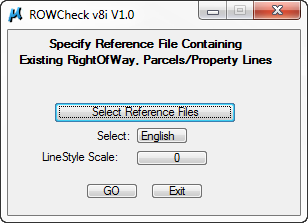 ROWCheck v8i V1.0
Specify Reference File Containing
Existing RightOfWay, Parcels/Property Lines
Select Reference Files
Select: English
LineStyle Scale: 0
GO Exit